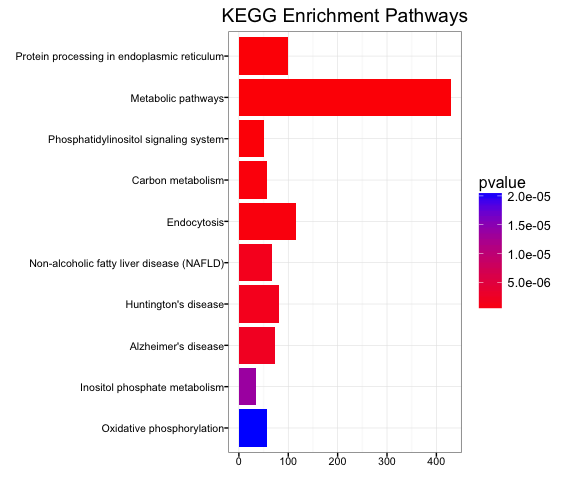 KEGG Enrichment Pathways
Protein processing in endoplasmic reticulum
Metabolic pathways
Phosphatidylinositol signaling system
Carbon metabolism
Endocytosis
Non-alcoholic fatty liver disease (NAFLD)
Huntington's disease
Alzheimer's disease
Inositol phosphate metabolism
Oxidative phosphorylation
0 100 200 300 400
pvalue
2.0e-05
1.5e-05
1.0e-05
5.0e-06